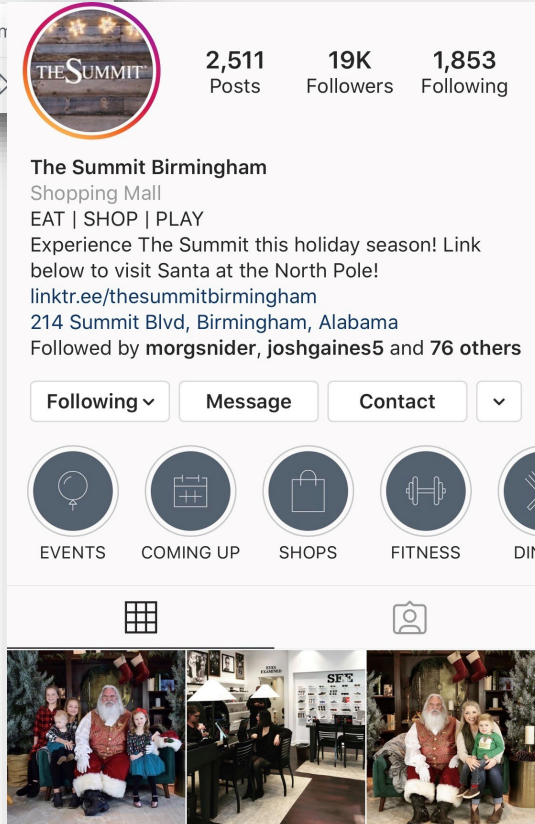 THE SUMMIT
2,511 19K 1,853
Posts Followers Following
The Summit Birmingham
Shopping Mall
EAT | SHOP | PLAY
Experience The Summit this holiday season! Link
below to visit Santa at the North Pole!
linktr.ee/thesummitbirmingham
214 Summit Blvd, Birmingham, Alabama
Followed by morgsnider, joshgaines5 and 76 others
Following Message Contact
EVENTS COMING UP SHOPS FITNESS DIN
EYES
EXAMINED
SEE